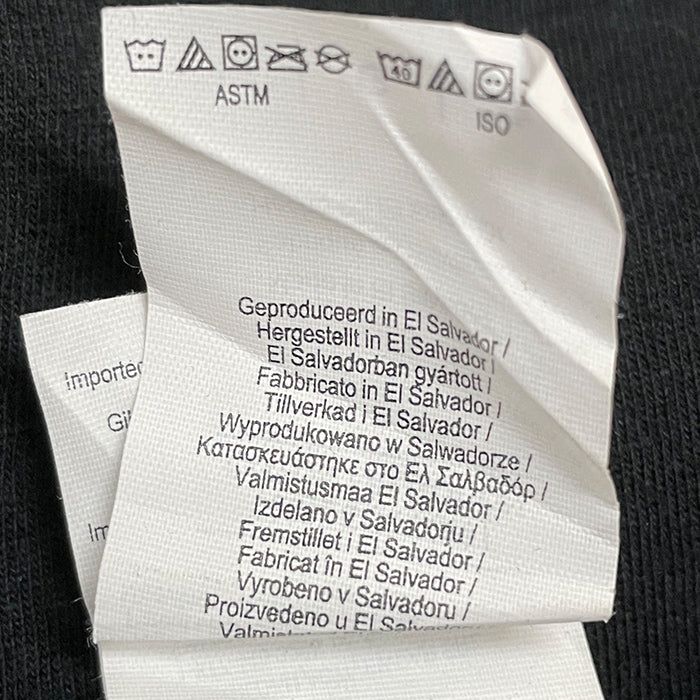 ASTM
40
ISO
Geproduceerd in El Salvador /
Hergestellt in El Salvador /
El Salvadorban gyártott /
Fabbricato in El Salvador /
Tillverkad i El Salvador /
Wyprodukowano w Salwadorze /
Κατασκευάστηκε στο Ελ Σαλβαδόρ /
Valmistusmaa El Salvador /
Izdelano v Salvadorju /
Fremstillet i El Salvador /
Fabricat în El Salvador /
Vyrobeno v Salvadoru /
Proizvedeno u El Salvadoru
Imported